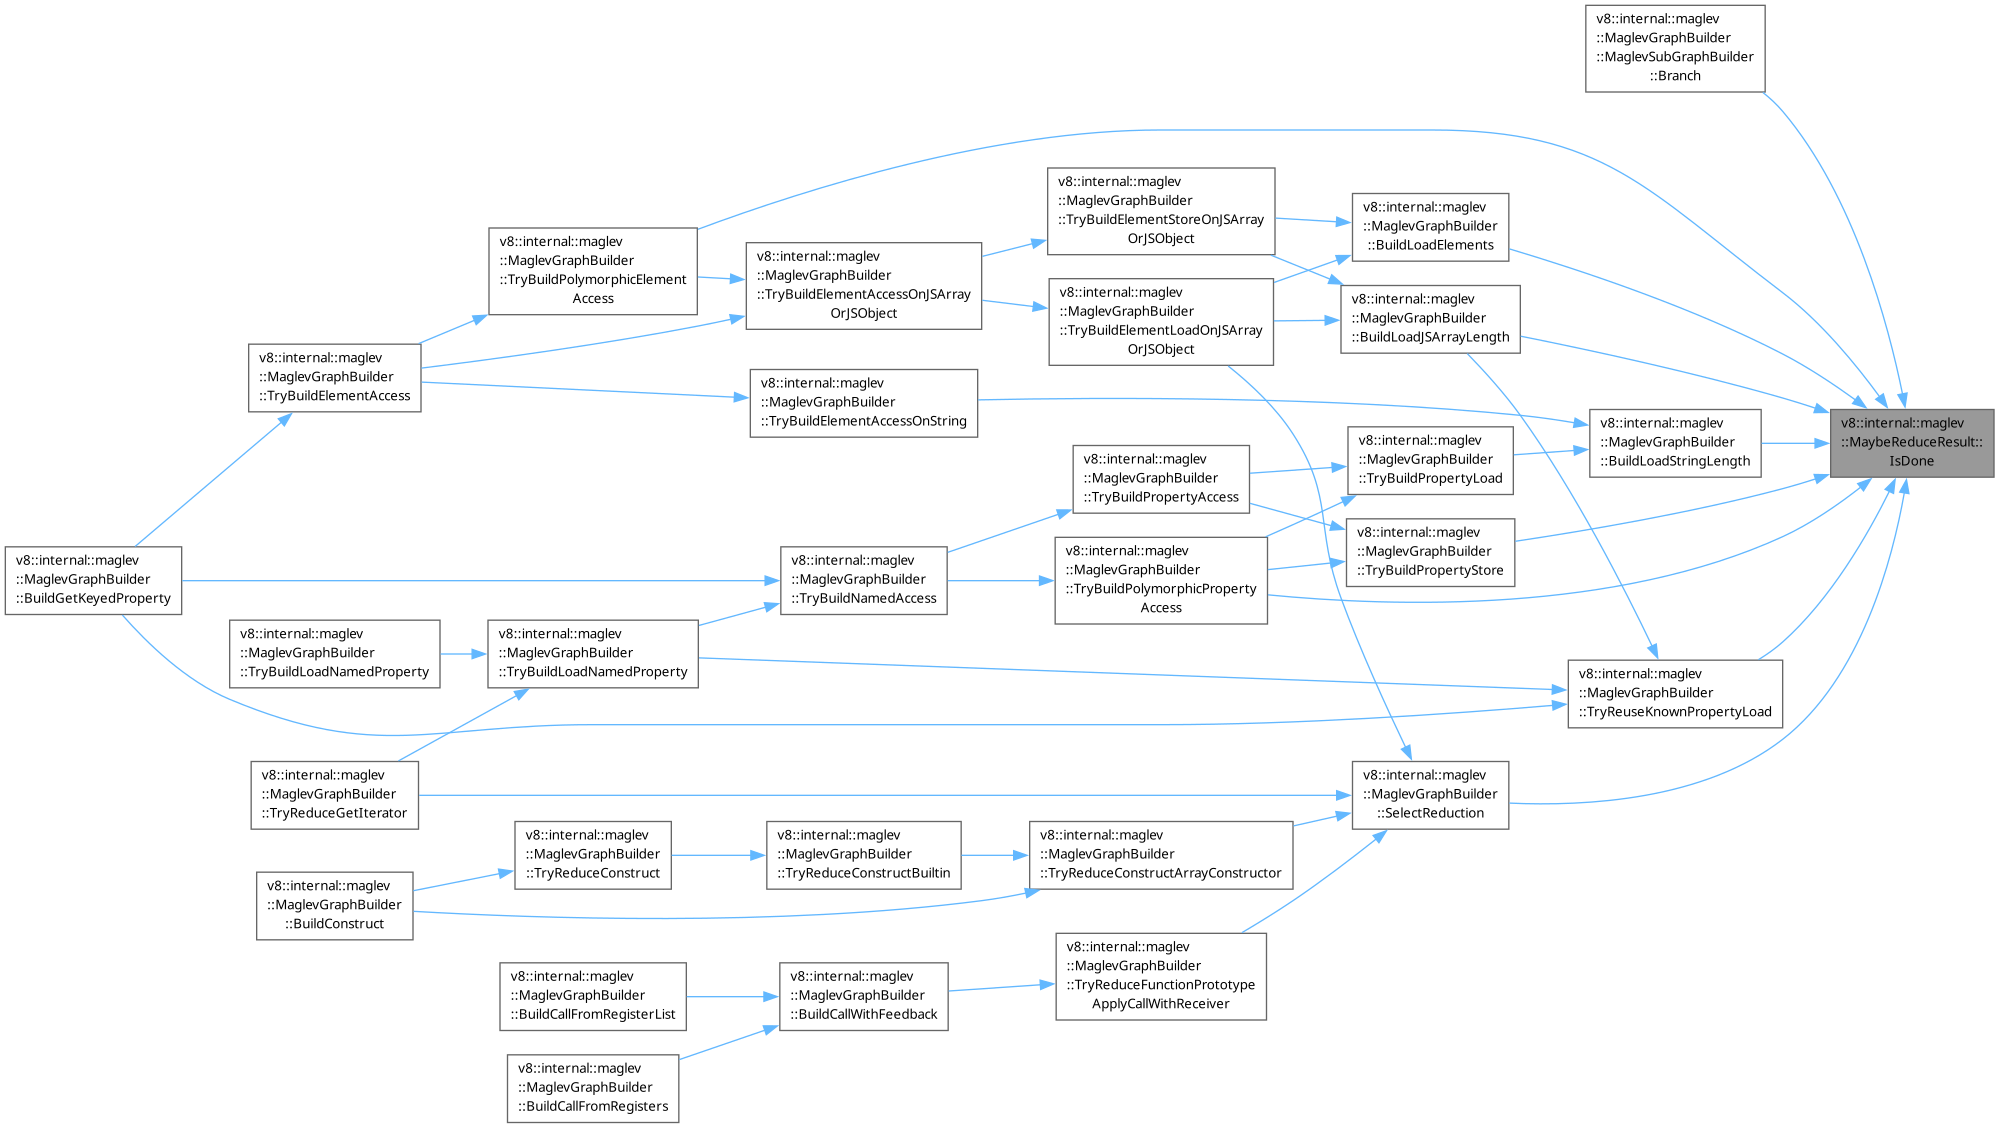 v8::internal::maglev
::MaglevGraphBuilder
::MaglevSubGraphBuilder
::Branch
v8::internal::maglev
::MaglevGraphBuilder
::TryBuildElementStoreOnJSArray
OrJSObject
v8::internal::maglev
::MaglevGraphBuilder
::BuildLoadElements
v8::internal::maglev
::MaglevGraphBuilder
::TryBuildPolymorphicElement
Access
v8::internal::maglev
::MaglevGraphBuilder
::TryBuildElementAccessOnJSArray
OrJSObject
v8::internal::maglev
::MaglevGraphBuilder
::TryBuildElementLoadOnJSArray
OrJSObject
v8::internal::maglev
::MaglevGraphBuilder
::BuildLoadJSArrayLength
v8::internal::maglev
::MaglevGraphBuilder
::TryBuildElementAccess
v8::internal::maglev
::MaglevGraphBuilder
::TryBuildElementAccessOnString
v8::internal::maglev
::MaglevGraphBuilder
::BuildLoadStringLength
v8::internal::maglev
::MaybeReduceResult::
IsDone
v8::internal::maglev
::MaglevGraphBuilder
::TryBuildPropertyLoad
v8::internal::maglev
::MaglevGraphBuilder
::TryBuildPropertyAccess
v8::internal::maglev
::MaglevGraphBuilder
::TryBuildPropertyStore
v8::internal::maglev
::MaglevGraphBuilder
::BuildGetKeyedProperty
v8::internal::maglev
::MaglevGraphBuilder
::TryBuildNamedAccess
v8::internal::maglev
::MaglevGraphBuilder
::TryBuildPolymorphicProperty
Access
v8::internal::maglev
::MaglevGraphBuilder
::TryBuildLoadNamedProperty
v8::internal::maglev
::MaglevGraphBuilder
::TryBuildLoadNamedProperty
v8::internal::maglev
::MaglevGraphBuilder
::TryReuseKnownPropertyLoad
v8::internal::maglev
::MaglevGraphBuilder
::TryReduceGetIterator
v8::internal::maglev
::MaglevGraphBuilder
::SelectReduction
v8::internal::maglev
::MaglevGraphBuilder
::TryReduceConstruct
v8::internal::maglev
::MaglevGraphBuilder
::TryReduceConstructBuiltin
v8::internal::maglev
::MaglevGraphBuilder
::TryReduceConstructArrayConstructor
v8::internal::maglev
::MaglevGraphBuilder
::BuildConstruct
v8::internal::maglev
::MaglevGraphBuilder
::TryReduceFunctionPrototype
ApplyCallWithReceiver
v8::internal::maglev
::MaglevGraphBuilder
::BuildCallFromRegisterList
v8::internal::maglev
::MaglevGraphBuilder
::BuildCallWithFeedback
v8::internal::maglev
::MaglevGraphBuilder
::BuildCallFromRegisters